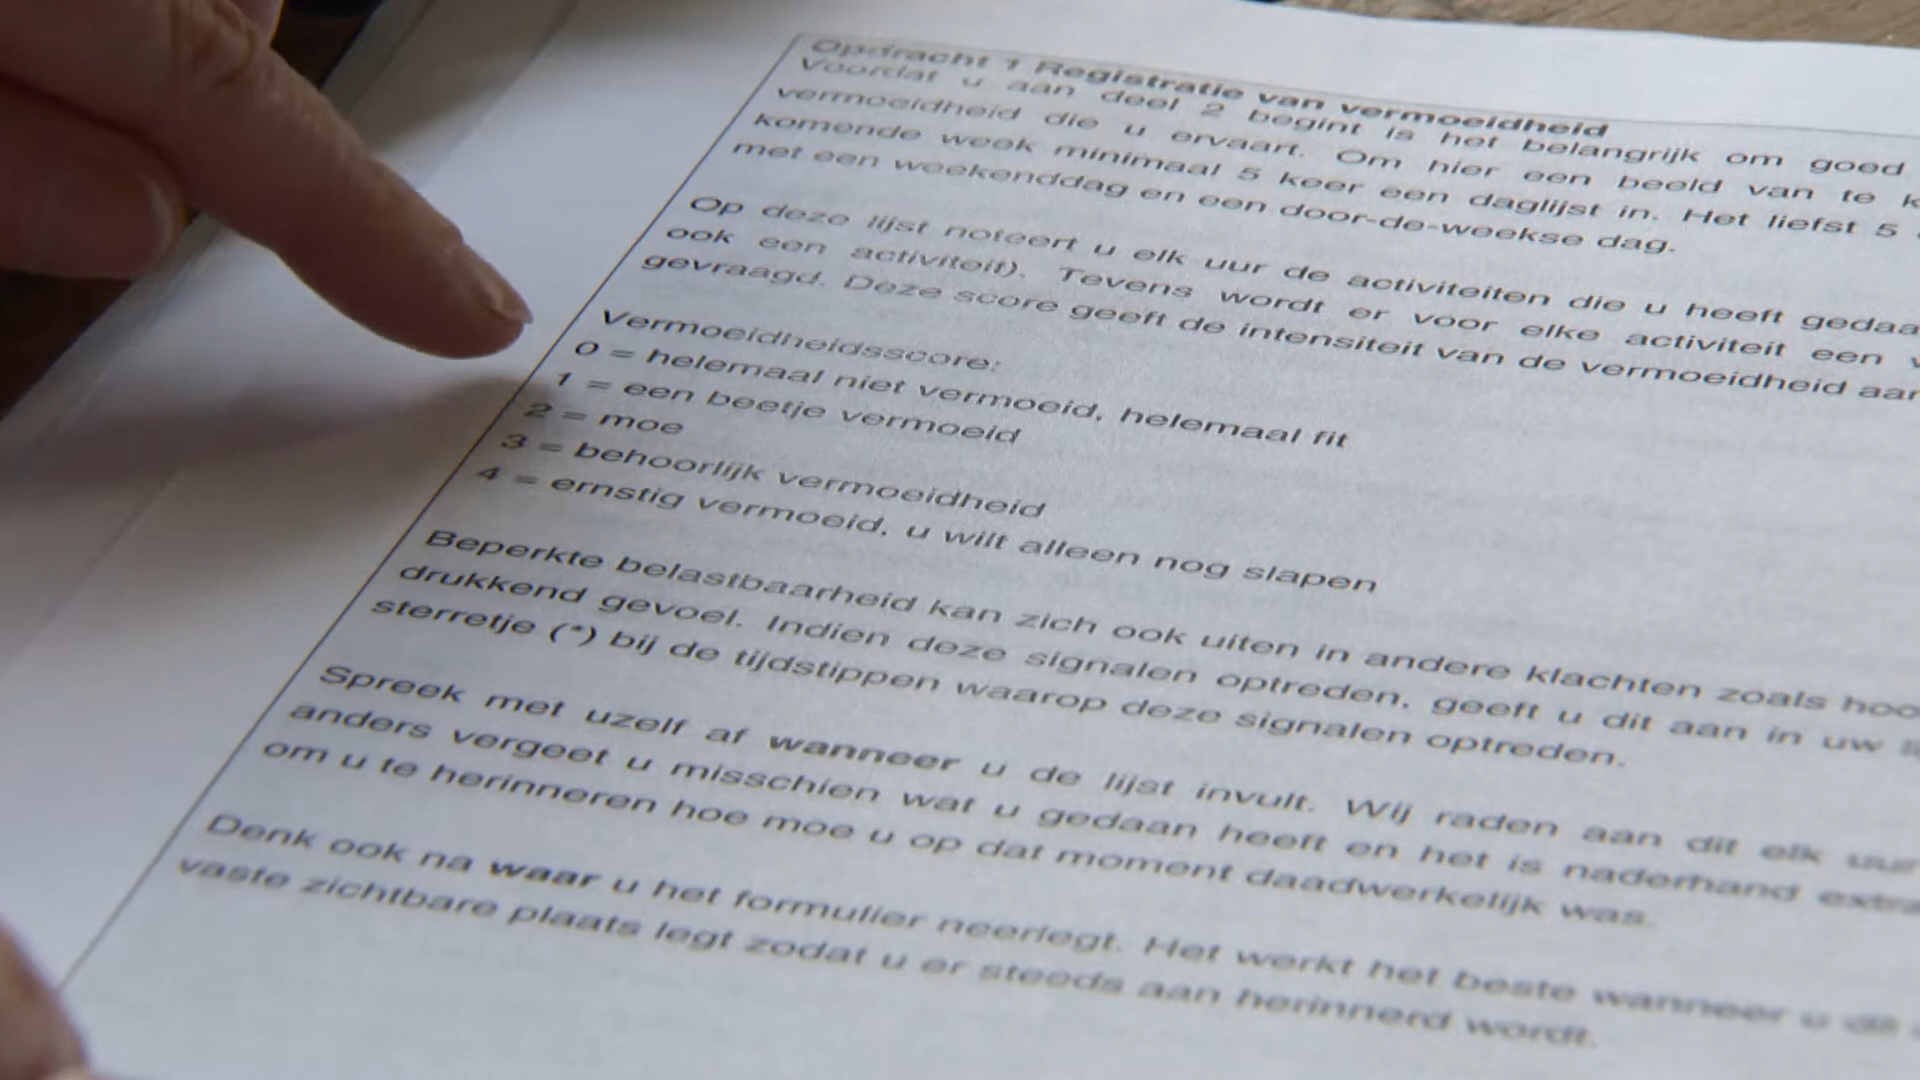 Opdracht 1 Registratie van vermoeidheid
Voordat u aan deel 2 begint is het belangrijk om goed
vermoeidheid die u ervaart. Om hier een beeld van te
komende week minimaal 5 keer een daglijst in. Het liefst 5
met een weekenddag en een door-de-weekse dag.
Op deze lijst noteert u elk uur de activiteiten die u heeft gedaa
ook een activiteit). Tevens wordt er voor elke activiteit een
gevraagd. Deze score geeft de intensiteit van de vermoeidheid aan
Vermoeidheidsscore:
0 = helemaal niet vermoeid, helemaal fit
1 = een beetje vermoeid
2 = moe
3 = behoorlijk vermoeidheid
4 = ernstig vermoeid, u wilt alleen nog slapen
Beperkte belastbaarheid kan zich ook uiten in andere klachten zoals hoo
drukkend gevoel. Indien deze signalen optreden, geeft u dit aan in uw
sterretje (*) bij de tijdstippen waarop deze signalen optreden.
Spreek met uzelf af wanneer u de lijst invult. Wij raden aan dit elk uur
anders vergeet u misschien wat u gedaan heeft en het is naderhand extra
om u te herinneren hoe moe u op dat moment daadwerkelijk was.
Denk ook na waar u het formulier neerlegt. Het werkt het beste wanneer u dit
vaste zichtbare plaats legt zodat u er steeds aan herinnerd wordt.